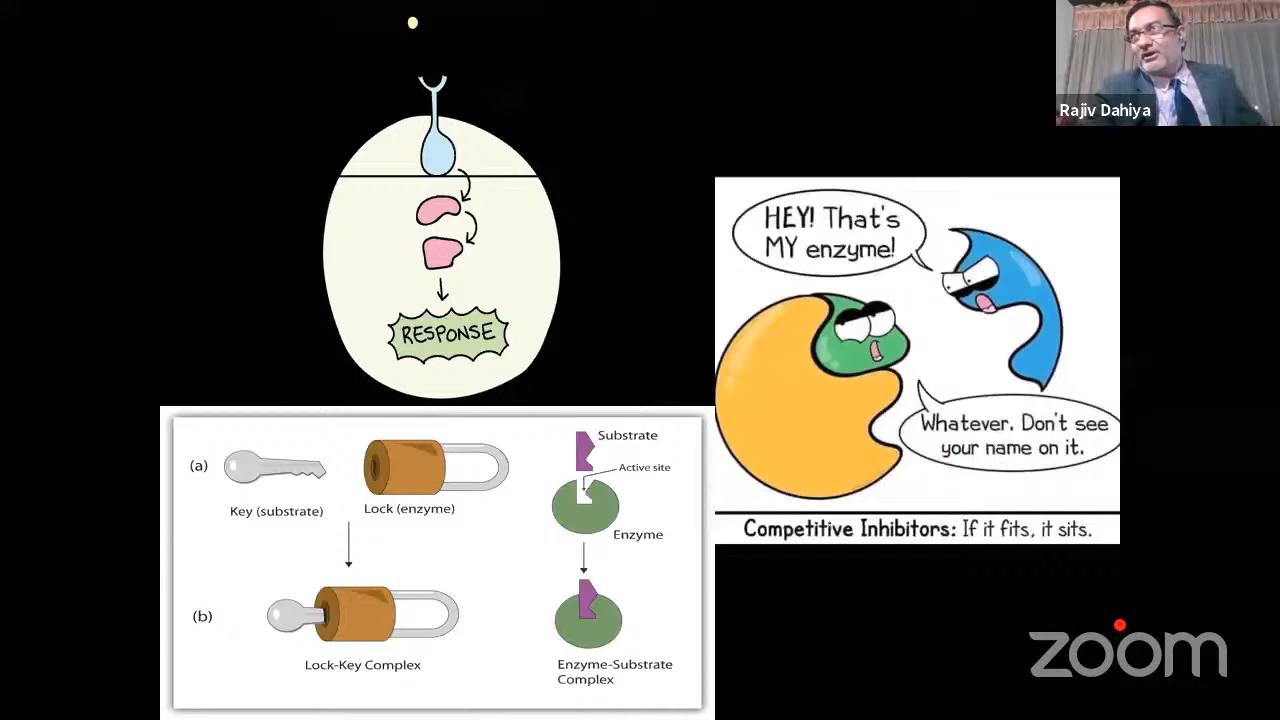 Rajiv Dahiya
RESPONSE
HEY! That's
MY enzyme!
Whatever. Don't see
your name on it.
Competitive Inhibitors: If it fits, it sits.
(a)
Key (substrate)
Lock (enzyme)
Substrate
Active site
Enzyme
(b)
Lock-Key Complex
Enzyme-Substrate
Complex
zoom